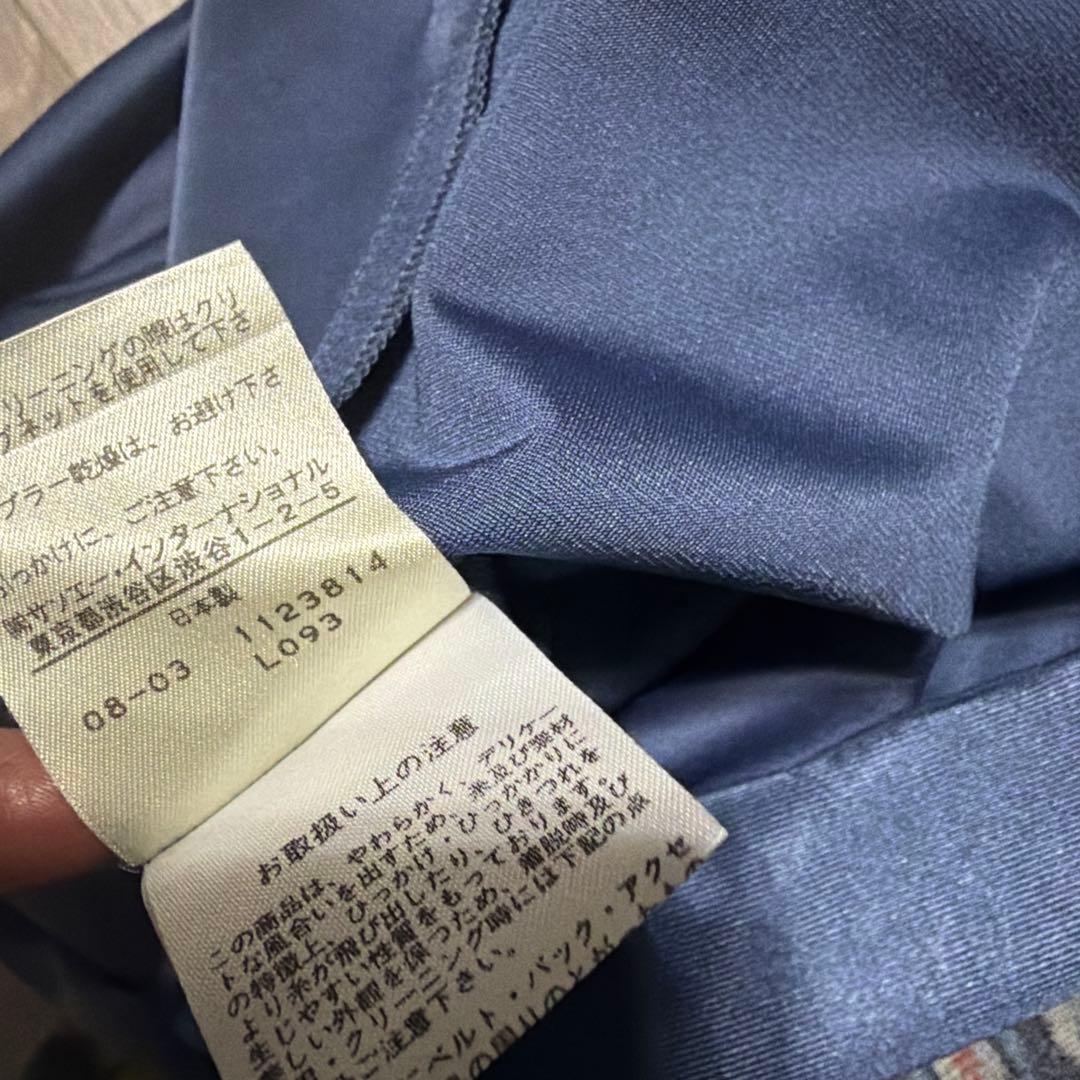 リーニングの際はクリ
グネットを使用して下さ
ブラー乾燥は、お避け下さ
っかけに、ご注意下さい。
㈱サンエー・インターナショナル
東京都渋谷区渋谷1-2-5
日本製
08-03 1123814
L093
お取扱い上の注意
この商品は、やわらかく、デリケー
トな風合いを出すため、糸及び素材
の特徴上、ひっかけ・ひっかかりに
より糸が飛び出したり、ひきつれを
生じやすい性質をもっております。
しい外観を保つため、着脱時及び
・クリーニング時には下記の点
ご注意下さい。
ベルト・バック・アクセ